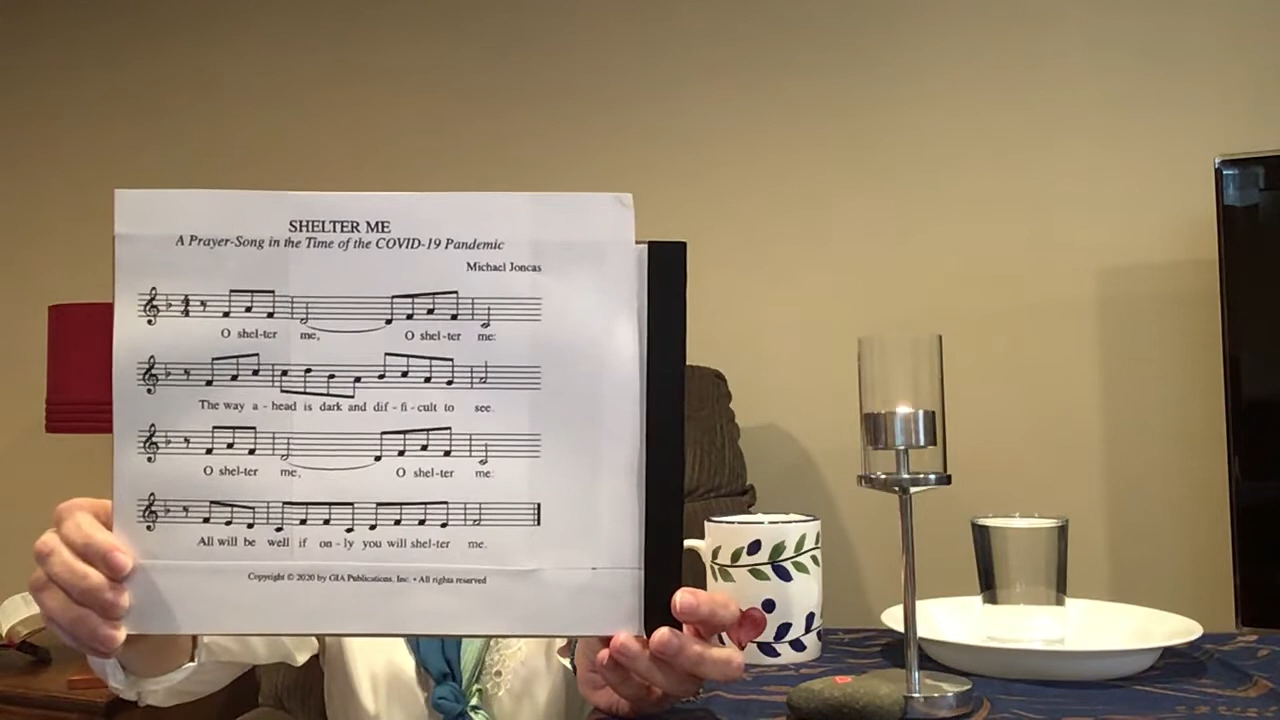 SHELTER ME
A Prayer-Song in the Time of the COVID-19 Pandemic
Michael Joncas
O shel-ter me, O shel-ter me:
The way a-head is dark and dif-fi-cult to see.
O shel-ter me, O shel-ter me:
All will be well if on-ly you will shel-ter me.
Copyright © 2020 by GIA Publications, Inc. • All rights reserved